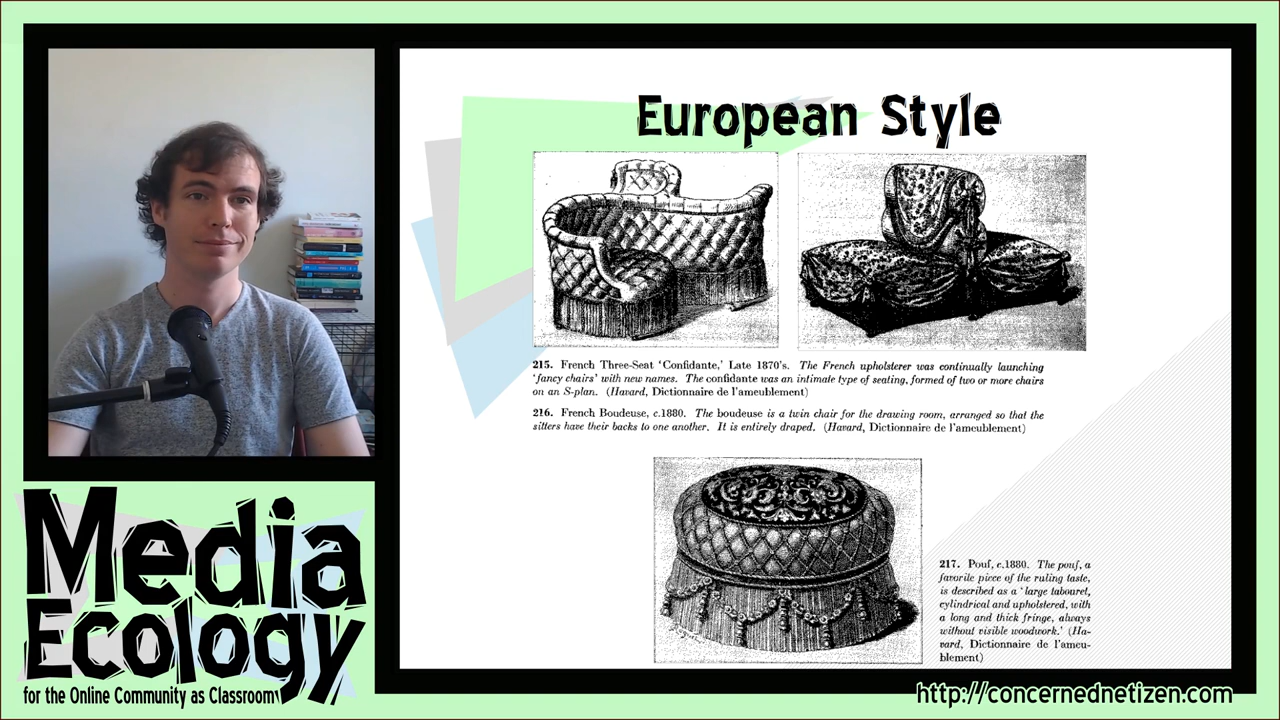 European Style
215. French Three-Seat 'Confidante,' Late 1870's. The French upholsterer was continually launching
'fancy chairs' with new names. The confidante was an intimate type of seating, formed of two or more chairs
on an S-plan. (Havard, Dictionnaire de l'ameublement)
216. French Boudeuse, c.1880. The boudeuse is a twin chair for the drawing room, arranged so that the
sitters have their backs to one another. It is entirely draped. (Havard, Dictionnaire de l'ameublement)
217. Pouf, c.1880. The pouf, a
favorite piece of the ruling taste,
is described as a 'large tabouret,
cylindrical and upholstered, with
a long and thick fringe, always
without visible woodwork.' (Ha-
vard, Dictionnaire de l'ameu-
blement)
Media
Ecology
for the Online Community as Classroom
http://concernednetizen.com